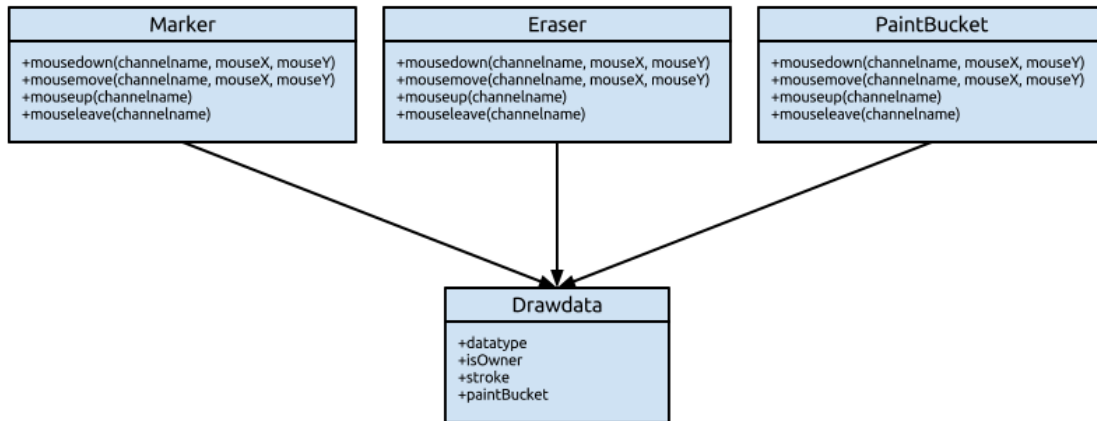 Marker
+mousedown(channelname, mouseX, mouseY)
+mousemove(channelname, mouseX, mouseY)
+mouseup(channelname)
+mouseleave(channelname)
Eraser
+mousedown(channelname, mouseX, mouseY)
+mousemove(channelname, mouseX, mouseY)
+mouseup(channelname)
+mouseleave(channelname)
PaintBucket
+mousedown(channelname, mouseX, mouseY)
+mousemove(channelname, mouseX, mouseY)
+mouseup(channelname)
+mouseleave(channelname)
Drawdata
+datatype
+isOwner
+stroke
+paintBucket